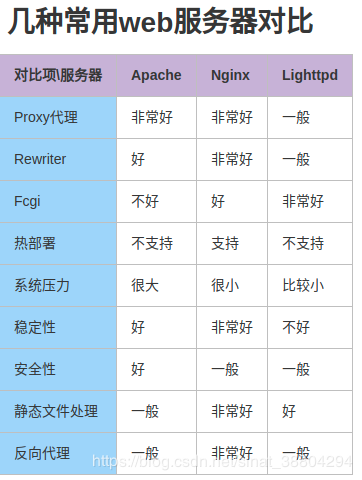 几种常用web服务器对比
对比项\服务器 Apache Nginx Lighttpd
Proxy代理 非常好 非常好 一般
Rewriter 好 非常好 一般
Fcgi 不好 好 非常好
热部署 不支持 支持 不支持
系统压力 很大 很小 比较小
稳定性 好 非常好 不好
安全性 好 一般 一般
静态文件处理 一般 非常好 好
反向代理 一般 非常好 一般